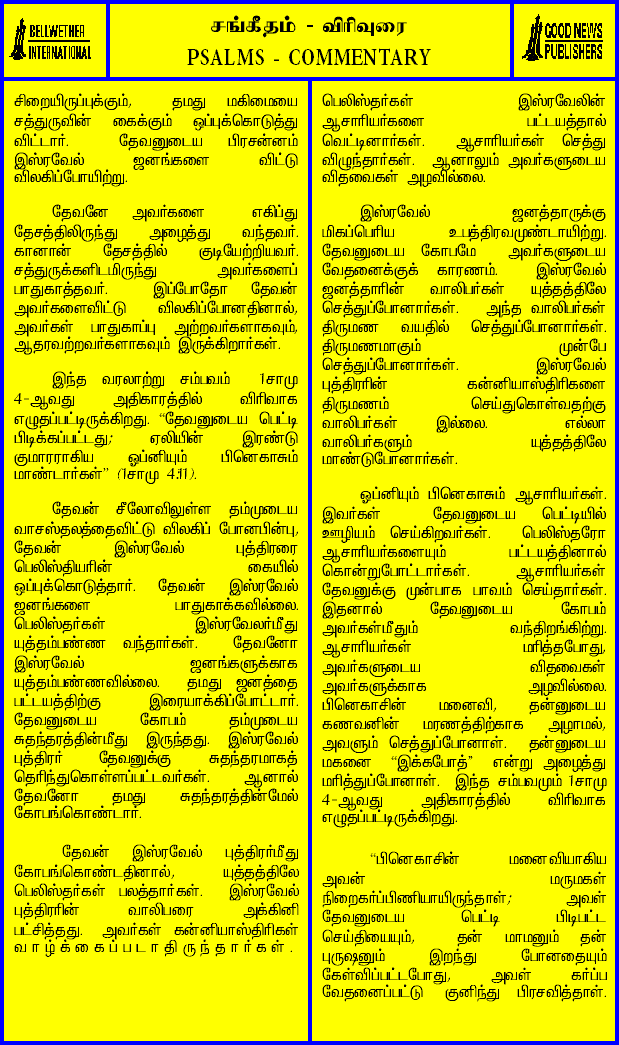 BELLWETHER
INTERNATIONAL
சங்கீதம் - விரிவுரை
PSALMS - COMMENTARY
GOOD NEWS
PUBLISHERS
சிறையிருப்புக்கும், தமது மகிமையை
சத்துருவின் கைக்கும் ஒப்புக்கொடுத்து
விட்டார். தேவனுடைய பிரசன்னம்
இஸ்ரவேல் ஜனங்களை விட்டு
விலகிப்போயிற்று.
தேவனே அவர்களை எகிப்து
தேசத்திலிருந்து அழைத்து வந்தவர்.
கானான் தேசத்தில் குடியேற்றியவர்.
சத்துருக்களிடமிருந்து அவர்களைப்
பாதுகாத்தவர். இப்போதோ தேவன்
அவர்களைவிட்டு விலகிப்போனதினால்,
அவர்கள் பாதுகாப்பு அற்றவர்களாகவும்,
ஆதரவற்றவர்களாகவும் இருக்கிறார்கள்.
இந்த வரலாற்று சம்பவம் 1சாமு
4-ஆவது அதிகாரத்தில் விரிவாக
எழுதப்பட்டிருக்கிறது. “தேவனுடைய பெட்டி
பிடிக்கப்பட்டது; ஏலியின் இரண்டு
குமாரராகிய ஓப்னியும் பினெகாசும்
மாண்டார்கள்” (1சாமு 4:11).
தேவன் சீலோவிலுள்ள தம்முடைய
வாசஸ்தலத்தைவிட்டு விலகிப் போனபின்பு,
தேவன் இஸ்ரவேல் புத்திரரை
பெலிஸ்தியரின் கையில்
ஒப்புக்கொடுத்தார். தேவன் இஸ்ரவேல்
ஜனங்களை பாதுகாக்கவில்லை.
பெலிஸ்தர்கள் இஸ்ரவேலர்மீது
யுத்தம்பண்ண வந்தார்கள். தேவனோ
இஸ்ரவேல் ஜனங்களுக்காக
யுத்தம்பண்ணவில்லை. தமது ஜனத்தை
பட்டயத்திற்கு இரையாக்கிப்போட்டார்.
தேவனுடைய கோபம் தம்முடைய
சுதந்தரத்தின்மீது இருந்தது. இஸ்ரவேல்
புத்திரர் தேவனுக்கு சுதந்தரமாகத்
தெரிந்துகொள்ளப்பட்டவர்கள். ஆனால்
தேவனோ தமது சுதந்தரத்தின்மேல்
கோபங்கொண்டார்.
தேவன் இஸ்ரவேல் புத்திரர்மீது
கோபங்கொண்டதினால், யுத்தத்திலே
பெலிஸ்தர்கள் பலத்தார்கள். இஸ்ரவேல்
புத்திரரின் வாலிபரை அக்கினி
பட்சித்தது. அவர்கள் கன்னியாஸ்திரிகள்
வாழ்க்கைப்படாதிருந்தார்கள்.
பெலிஸ்தர்கள் இஸ்ரவேலின்
ஆசாரியர்களை பட்டயத்தால்
வெட்டினார்கள். ஆசாரியர்கள் செத்து
விழுந்தார்கள். ஆனாலும் அவர்களுடைய
விதவைகள் அழவில்லை.
இஸ்ரவேல் ஜனத்தாருக்கு
மிகப்பெரிய உபத்திரவமுண்டாயிற்று.
தேவனுடைய கோபமே அவர்களுடைய
வேதனைக்குக் காரணம். இஸ்ரவேல்
ஜனத்தாரின் வாலிபர்கள் யுத்தத்திலே
செத்துப்போனார்கள். அந்த வாலிபர்கள்
திருமண வயதில் செத்துப்போனார்கள்.
திருமணமாகும் முன்பே
செத்துப்போனார்கள். இஸ்ரவேல்
புத்திரரின் கன்னியாஸ்திரிகளை
திருமணம் செய்துகொள்வதற்கு
வாலிபர்கள் இல்லை. எல்லா
வாலிபர்களும் யுத்தத்திலே
மாண்டுபோனார்கள்.
ஓப்னியும் பினெகாசும் ஆசாரியர்கள்.
இவர்கள் தேவனுடைய பெட்டியில்
ஊழியம் செய்கிறவர்கள். பெலிஸ்தரோ
ஆசாரியர்களையும் பட்டயத்தினால்
கொன்றுபோட்டார்கள். ஆசாரியர்கள்
தேவனுக்கு முன்பாக பாவம் செய்தார்கள்.
இதனால் தேவனுடைய கோபம்
அவர்கள்மீதும் வந்திறங்கிற்று.
ஆசாரியர்கள் மரித்தபோது,
அவர்களுடைய விதவைகள்
அவர்களுக்காக அழவில்லை.
பினெகாசின் மனைவி, தன்னுடைய
கணவனின் மரணத்திற்காக அழாமல்,
அவளும் செத்துப்போனாள். தன்னுடைய
மகனை “இக்கபோத்” என்று அழைத்து
மரித்துப்போனாள். இந்த சம்பவமும் 1சாமு
4-ஆவது அதிகாரத்தில் விரிவாக
எழுதப்பட்டிருக்கிறது.
“பினெகாசின் மனைவியாகிய
அவன் மருமகள்
நிறைகர்ப்பிணியாயிருந்தாள்; அவள்
தேவனுடைய பெட்டி பிடிபட்ட
செய்தியையும், தன் மாமனும் தன்
புருஷனும் இறந்து போனதையும்
கேள்விப்பட்டபோது, அவள் கர்ப்ப
வேதனைப்பட்டு குனிந்து பிரசவித்தாள்.